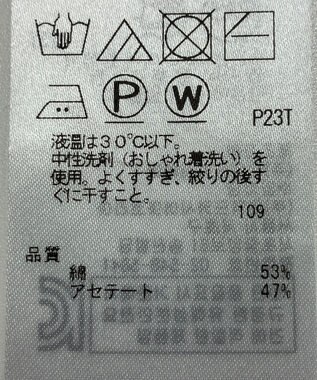 P W
P23T
液温は30℃以下。
中性洗剤（おしゃれ着洗い）を
使用。よくすすぎ、絞りの後す
ぐに干すこと。
109
品質
綿 53%
アセテート 47%